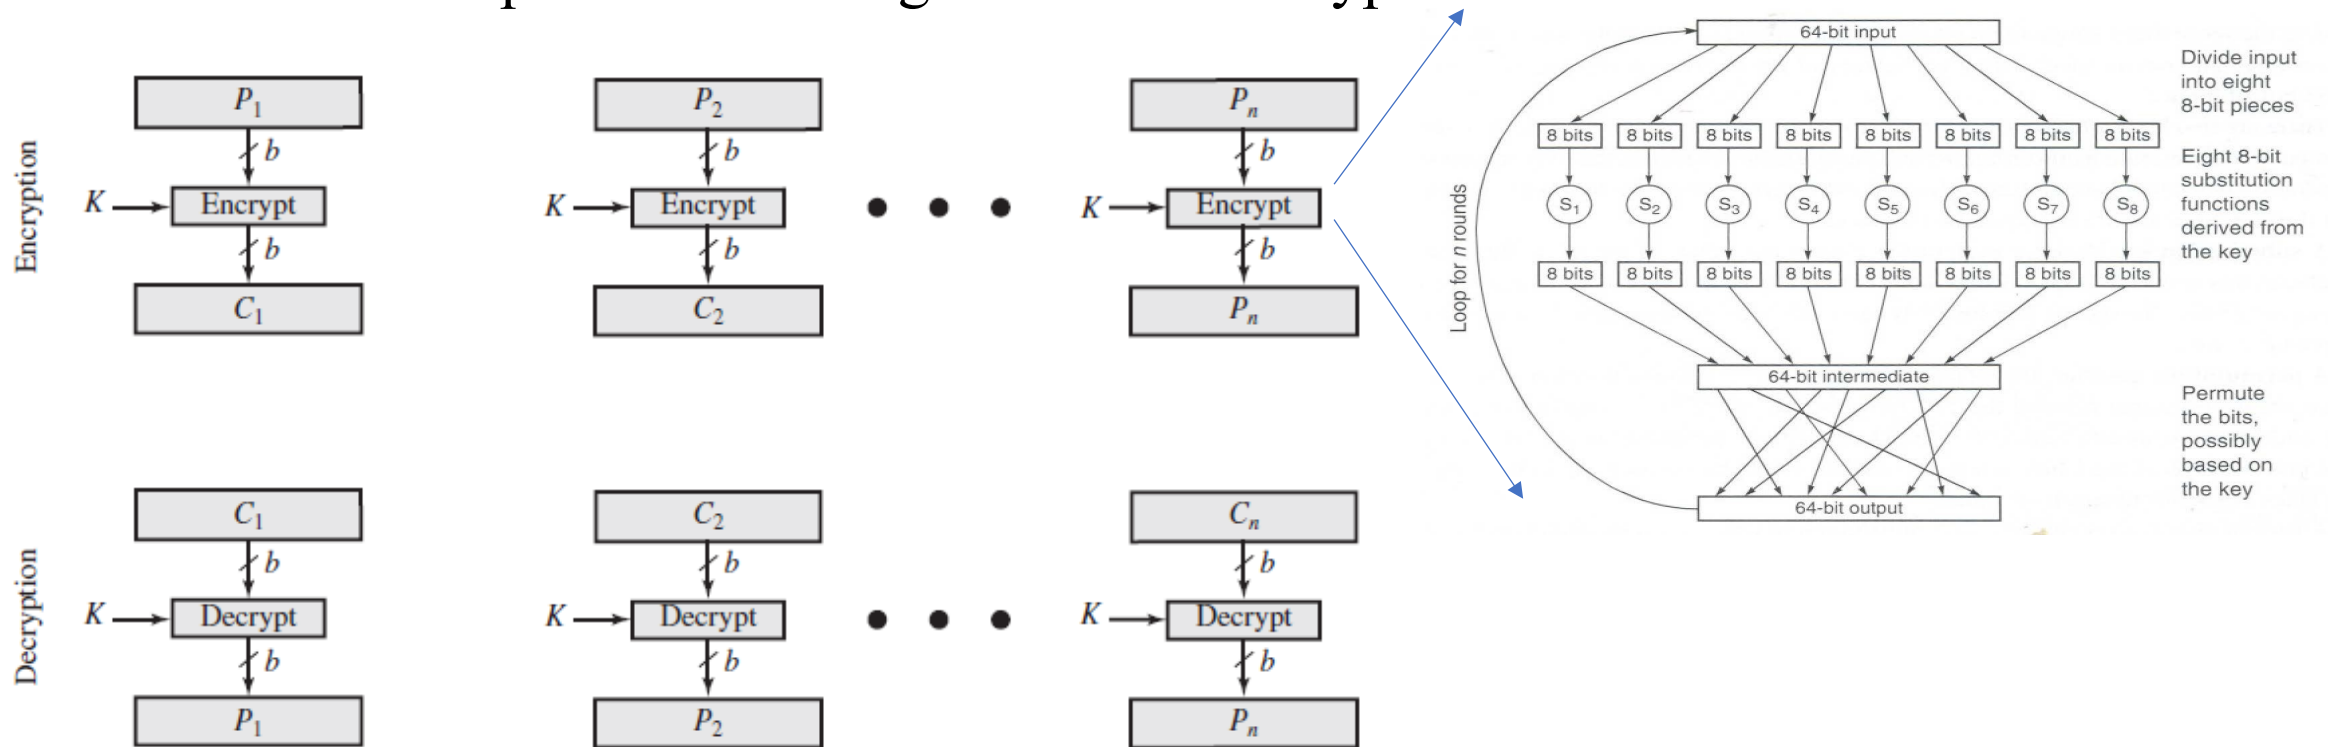 Encryption
P1
P2
Pn
b
b
b
K
Encrypt
K
Encrypt
K
Encrypt
b
b
b
C1
C2
Pn
Decryption
C1
C2
Cn
b
b
b
K
Decrypt
K
Decrypt
K
Decrypt
b
b
b
P1
P2
Pn
Loop for n rounds
64-bit input
8 bits 8 bits 8 bits 8 bits 8 bits 8 bits 8 bits 8 bits
S1 S2 S3 S4 S5 S6 S7 S8
8 bits 8 bits 8 bits 8 bits 8 bits 8 bits 8 bits 8 bits
64-bit intermediate
64-bit output
Divide input
into eight
8-bit pieces
Eight 8-bit
substitution
functions
derived from
the key
Permute
the bits,
possibly
based on
the key